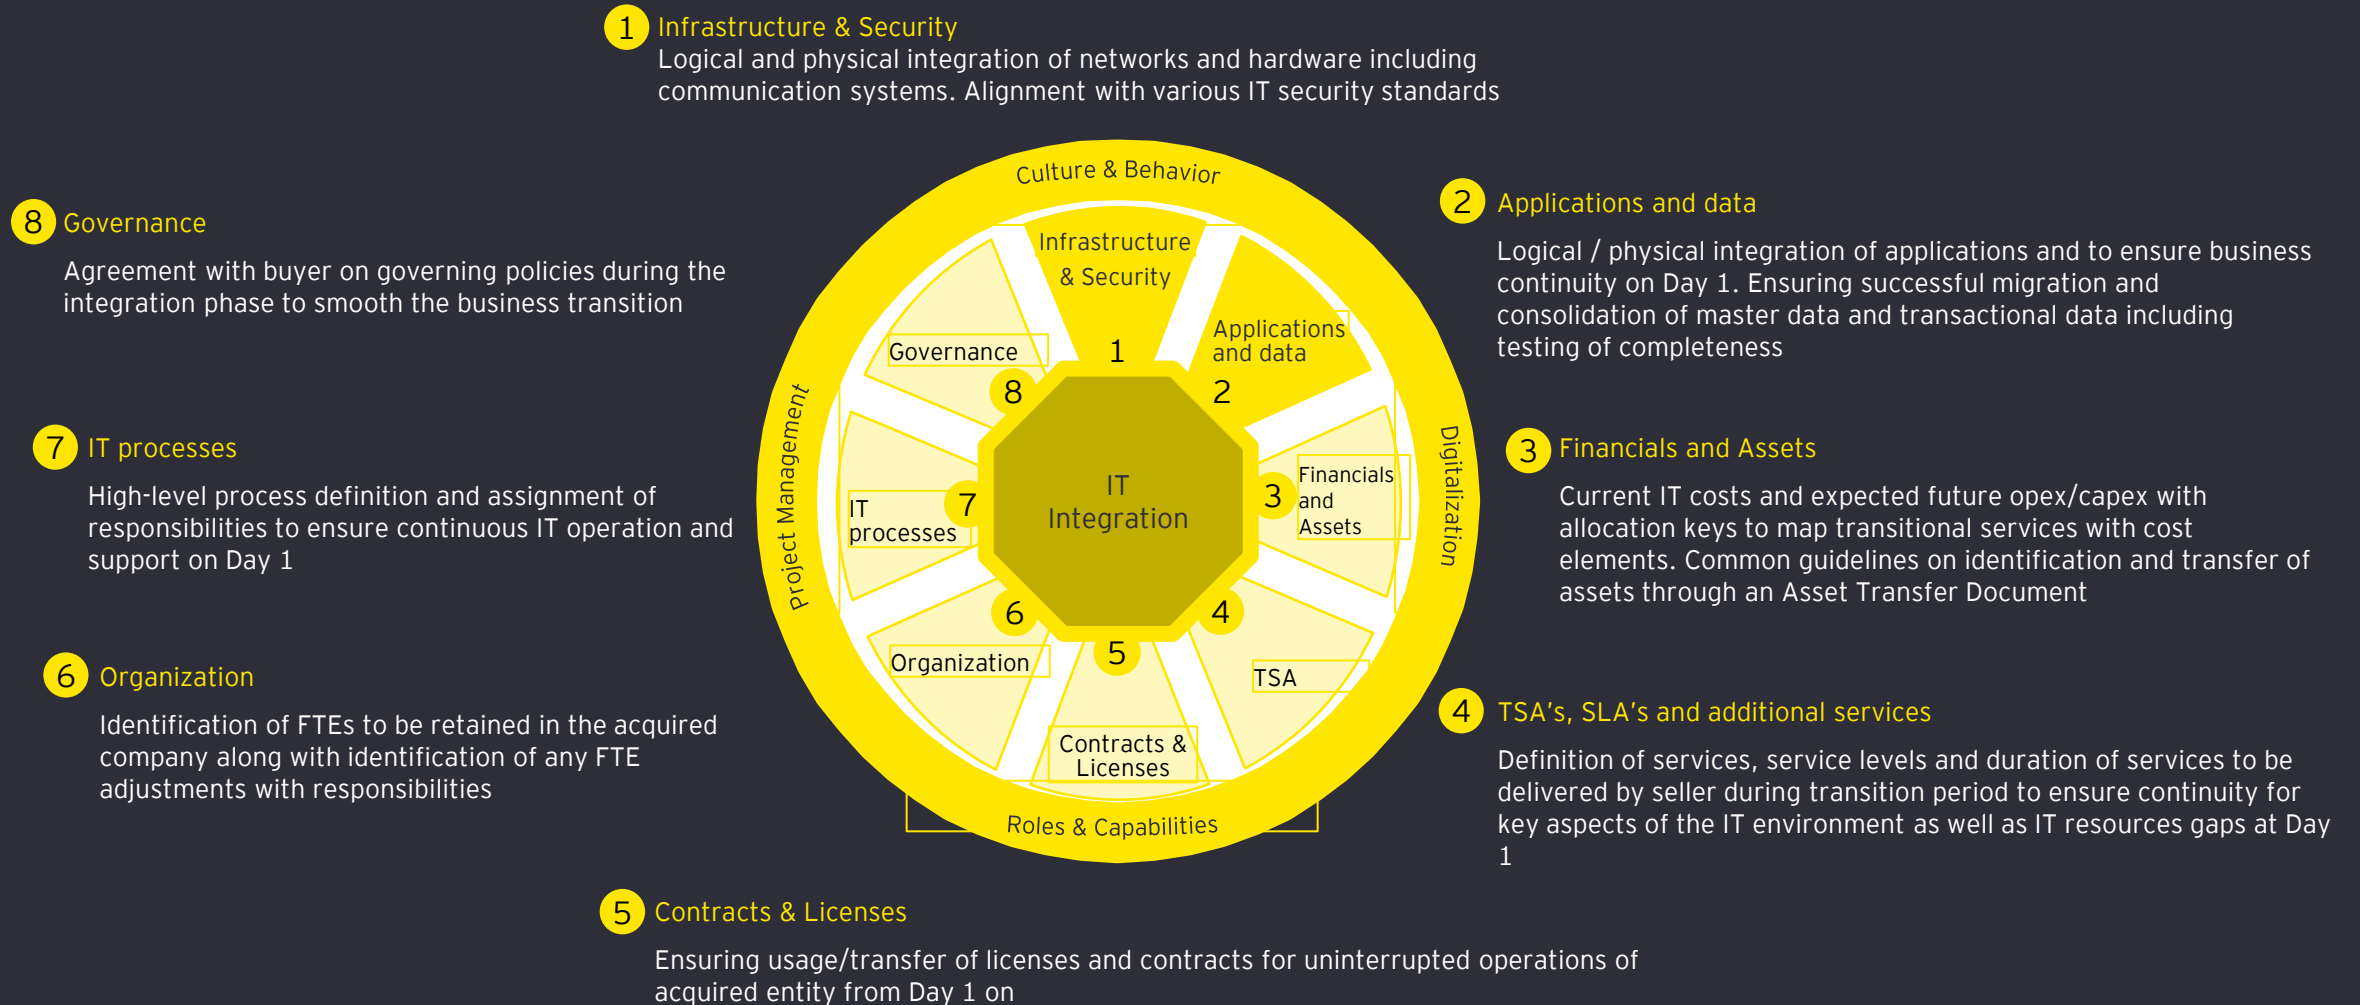 1 Infrastructure & Security
Logical and physical integration of networks and hardware including
communication systems. Alignment with various IT security standards
8 Governance
Agreement with buyer on governing policies during the
integration phase to smooth the business transition
7 IT processes
High-level process definition and assignment of
responsibilities to ensure continuous IT operation and
support on Day 1
6 Organization
Identification of FTEs to be retained in the acquired
company along with identification of any FTE
adjustments with responsibilities
Culture & Behavior
Digitalization
Roles & Capabilities
Project Management
Infrastructure
& Security
1
Applications
and data
2
Financials
and
Assets
3
TSA
4
Contracts &
Licenses
5
Organization
6
IT
processes
7
Governance
8
IT
Integration
2 Applications and data
Logical / physical integration of applications and to ensure business
continuity on Day 1. Ensuring successful migration and
consolidation of master data and transactional data including
testing of completeness
3 Financials and Assets
Current IT costs and expected future opex/capex with
allocation keys to map transitional services with cost
elements. Common guidelines on identification and transfer of
assets through an Asset Transfer Document
4 TSA's, SLA's and additional services
Definition of services, service levels and duration of services to be
delivered by seller during transition period to ensure continuity for
key aspects of the IT environment as well as IT resources gaps at Day
1
5 Contracts & Licenses
Ensuring usage/transfer of licenses and contracts for uninterrupted operations of
acquired entity from Day 1 on